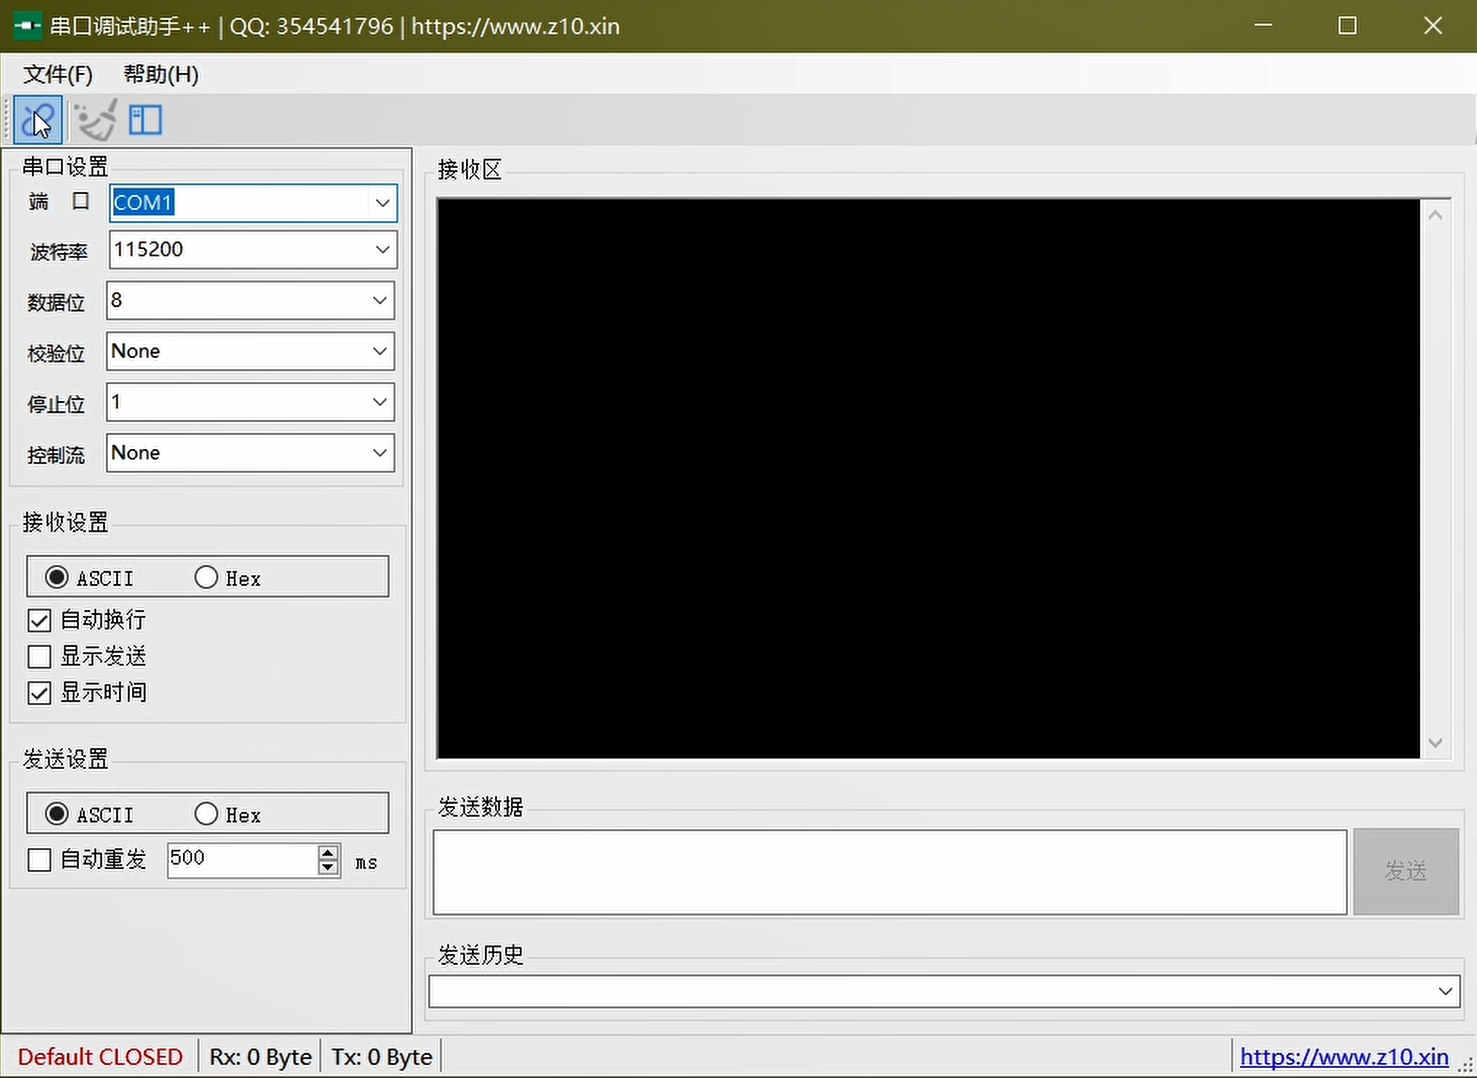 串口调试助手++ | QQ: 354541796 | https://www.z10.xin
文件(F) 帮助(H)
串口设置
端 口 COM1
波特率 115200
数据位 8
校验位 None
停止位 1
控制流 None
接收设置
ASCII Hex
自动换行
显示发送
显示时间
发送设置
ASCII Hex
自动重发 500 ms
接收区
发送数据
发送
发送历史
Default CLOSED Rx: 0 Byte Tx: 0 Byte https://www.z10.xin